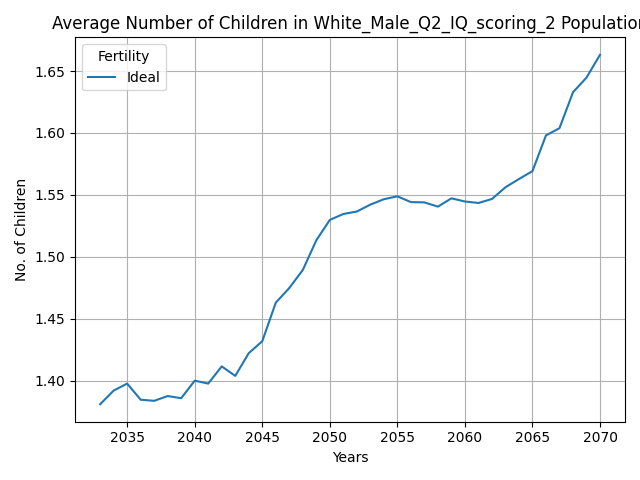 Average Number of Children in White_Male_Q2_IQ_scoring_2 Population
Fertility
Ideal
No. of Children
1.65
1.60
1.55
1.50
1.45
1.40
2035 2040 2045 2050 2055 2060 2065 2070
Years